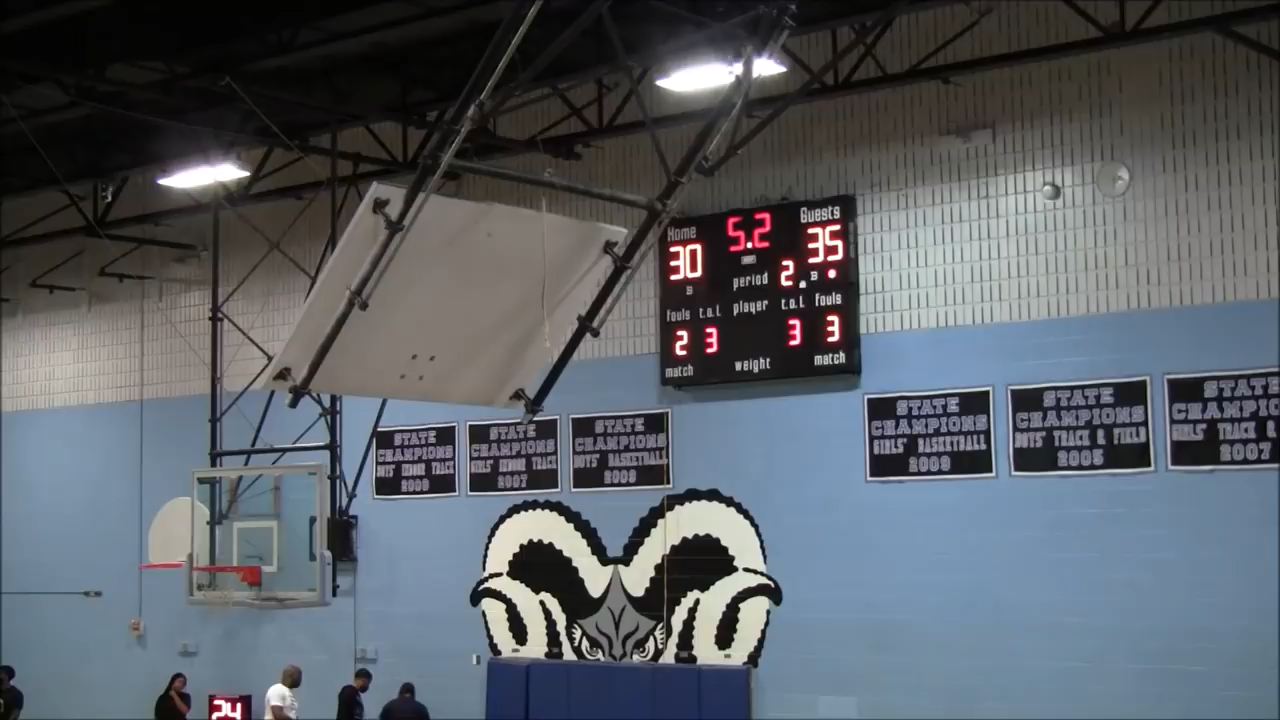 Home 5.2 Guests
30 35
B period 2 B
player
fouls t.o.l t.o.l fouls
2 3 3 3
match weight match
STATE
CHAMPIONS
BOYS' INDOOR TRACK
STATE
CHAMPIONS
GIRLS' INDOOR TRACK
2007
STATE
CHAMPIONS
BOYS' BASKETBALL
2009
STATE
CHAMPIONS
GIRLS' BASKETBALL
2009
STATE
CHAMPIONS
BOYS' TRACK & FIELD
2005
STATE
CHAMPIO
GIRLS' TRACK &
2007
24